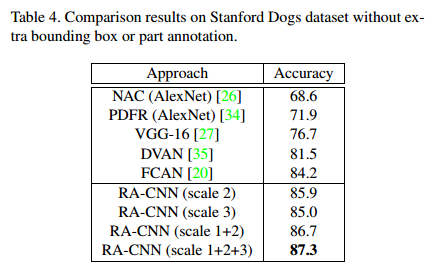 Table 4. Comparison results on Stanford Dogs dataset without ex-
tra bounding box or part annotation.
Approach Accuracy
NAC (AlexNet) [26] 68.6
PDFR (AlexNet) [34] 71.9
VGG-16 [27] 76.7
DVAN [35] 81.5
FCAN [20] 84.2
RA-CNN (scale 2) 85.9
RA-CNN (scale 3) 85.0
RA-CNN (scale 1+2) 86.7
RA-CNN (scale 1+2+3) 87.3